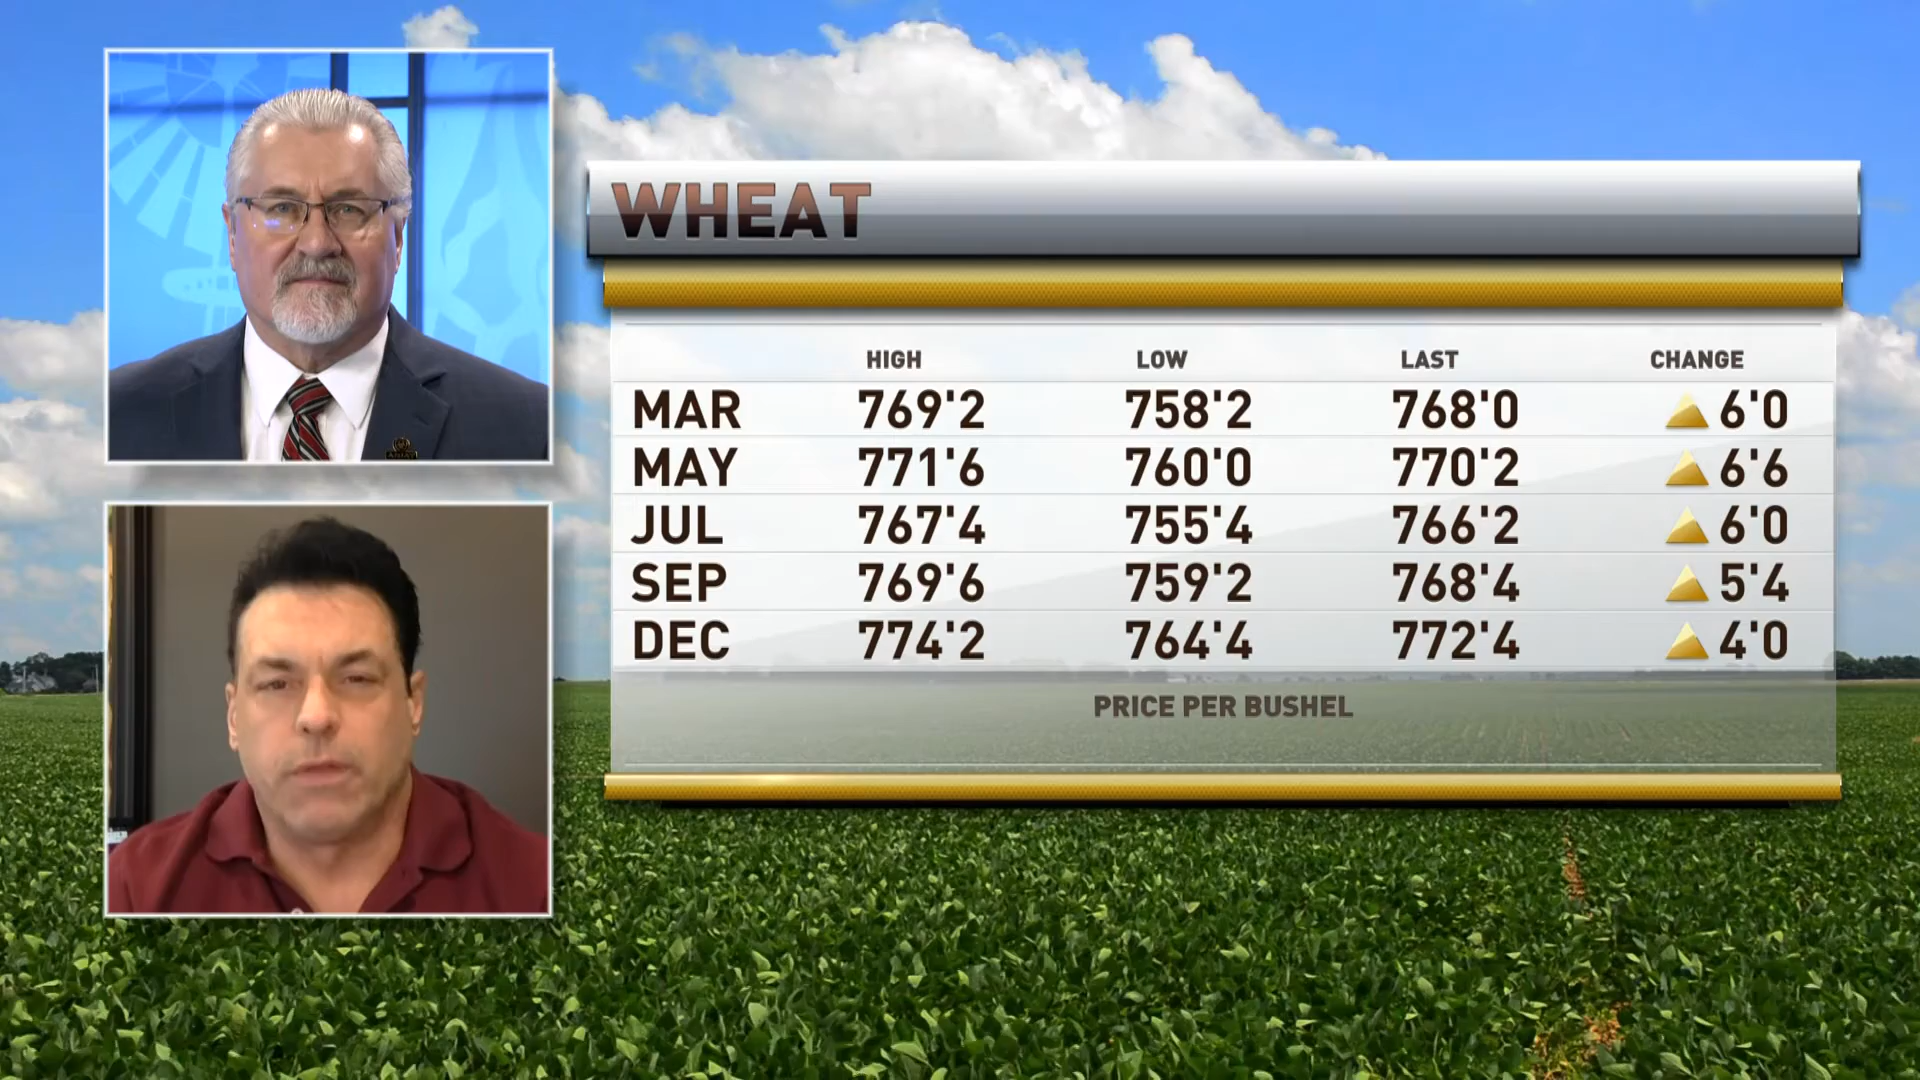 WHEAT
HIGH LOW LAST CHANGE
MAR 769'2 758'2 768'0 6'0
MAY 771'6 760'0 770'2 6'6
JUL 767'4 755'4 766'2 6'0
SEP 769'6 759'2 768'4 5'4
DEC 774'2 764'4 772'4 4'0
PRICE PER BUSHEL